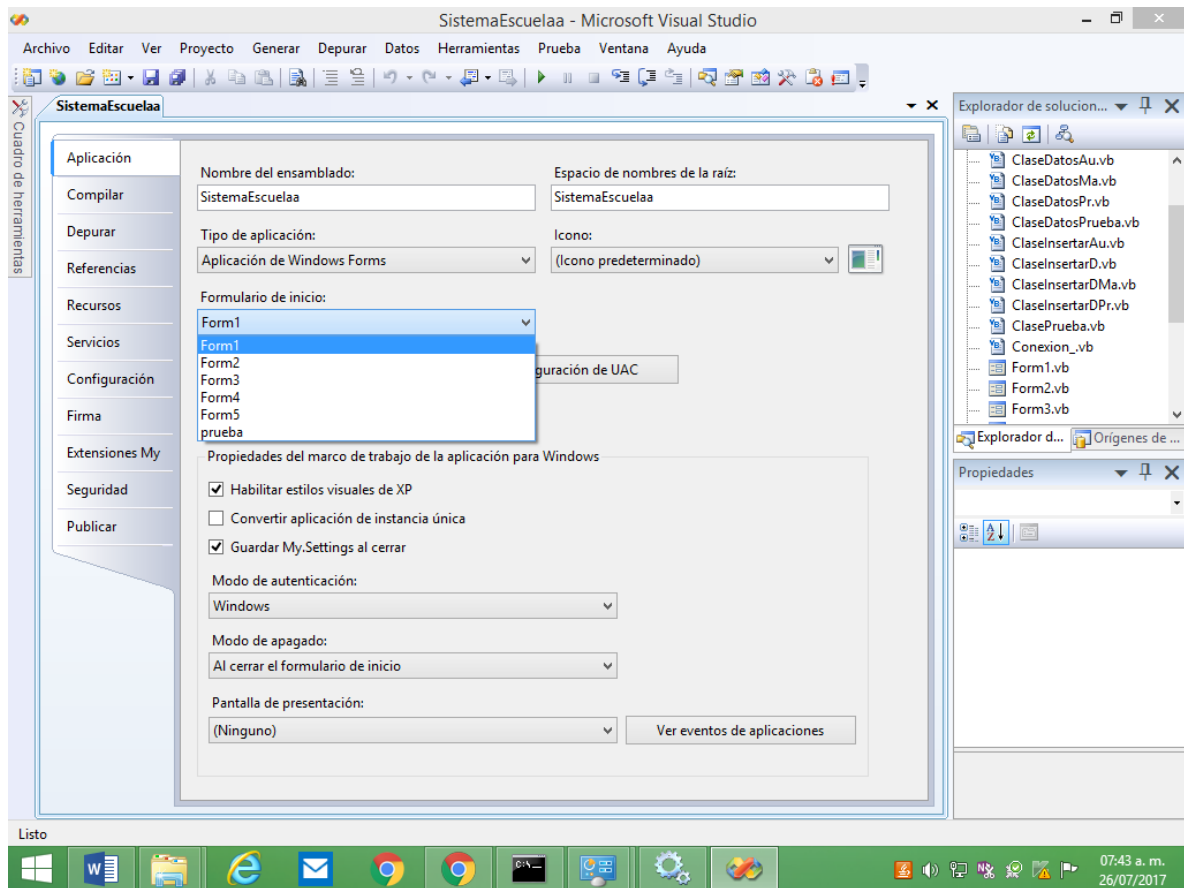 SistemaEscuelaa - Microsoft Visual Studio
Archivo Editar Ver Proyecto Generar Depurar Datos Herramientas Prueba Ventana Ayuda
Cuadro de herramientas
SistemaEscuelaa
Aplicación
Compilar
Depurar
Referencias
Recursos
Servicios
Configuración
Firma
Extensiones My
Seguridad
Publicar
Nombre del ensamblado:
SistemaEscuelaa
Espacio de nombres de la raíz:
SistemaEscuelaa
Tipo de aplicación:
Aplicación de Windows Forms
Icono:
(Icono predeterminado)
Formulario de inicio:
Form1
Form1
Form2
Form3
Form4
Form5
prueba
guración de UAC
Propiedades del marco de trabajo de la aplicación para Windows
Habilitar estilos visuales de XP
Convertir aplicación de instancia única
Guardar My.Settings al cerrar
Modo de autenticación:
Windows
Modo de apagado:
Al cerrar el formulario de inicio
Pantalla de presentación:
(Ninguno)
Ver eventos de aplicaciones
Explorador de solucion...
ClaseDatosAu.vb
ClaseDatosMa.vb
ClaseDatosPr.vb
ClaseDatosPrueba.vb
ClaseInsertarAu.vb
ClaseInsertarD.vb
ClaseInsertarDMa.vb
ClaseInsertarDPr.vb
ClasePrueba.vb
Conexion_.vb
Form1.vb
Form2.vb
Form3.vb
Explorador d... Orígenes de ...
Propiedades
Listo
07:43 a. m.
26/07/2017